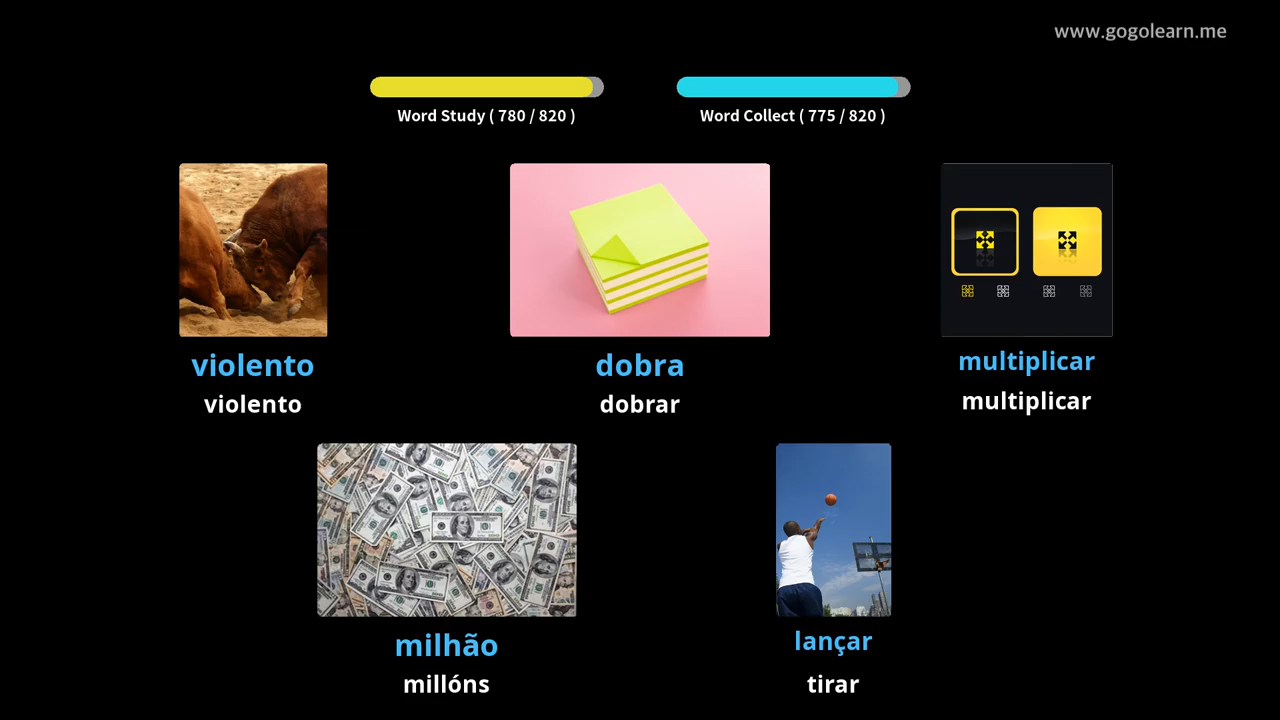 www.gogolearn.me
Word Study ( 780 / 820 )
Word Collect ( 775 / 820 )
violento
violento
dobra
dobrar
multiplicar
multiplicar
milhão
millóns
lançar
tirar